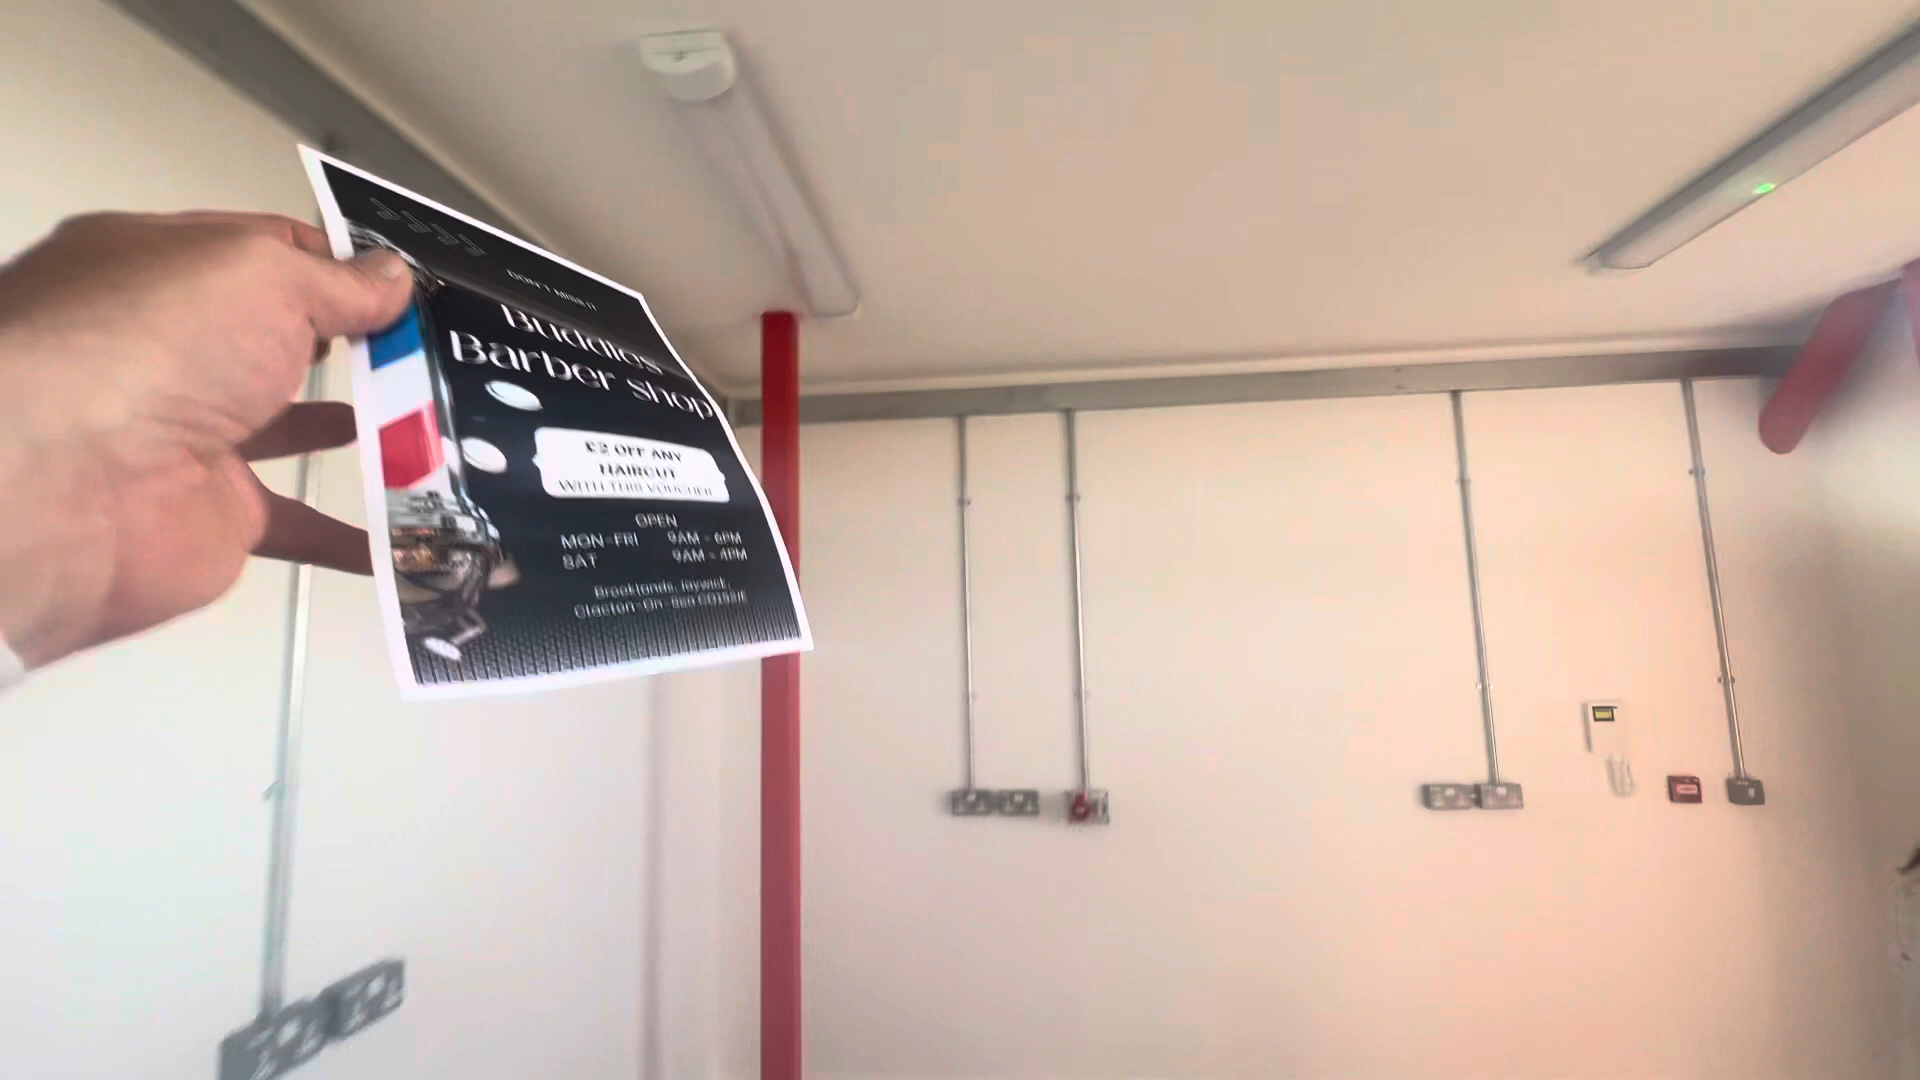 DON'T MISS IT
Buddies
Barber shop
£2 OFF ANY
HAIRCUT
WITH THIS VOUCHER
OPEN
MON-FRI 9AM - 6PM
SAT 9AM - 4PM
Brooklands, Jaywick,
Clacton-On-Sea